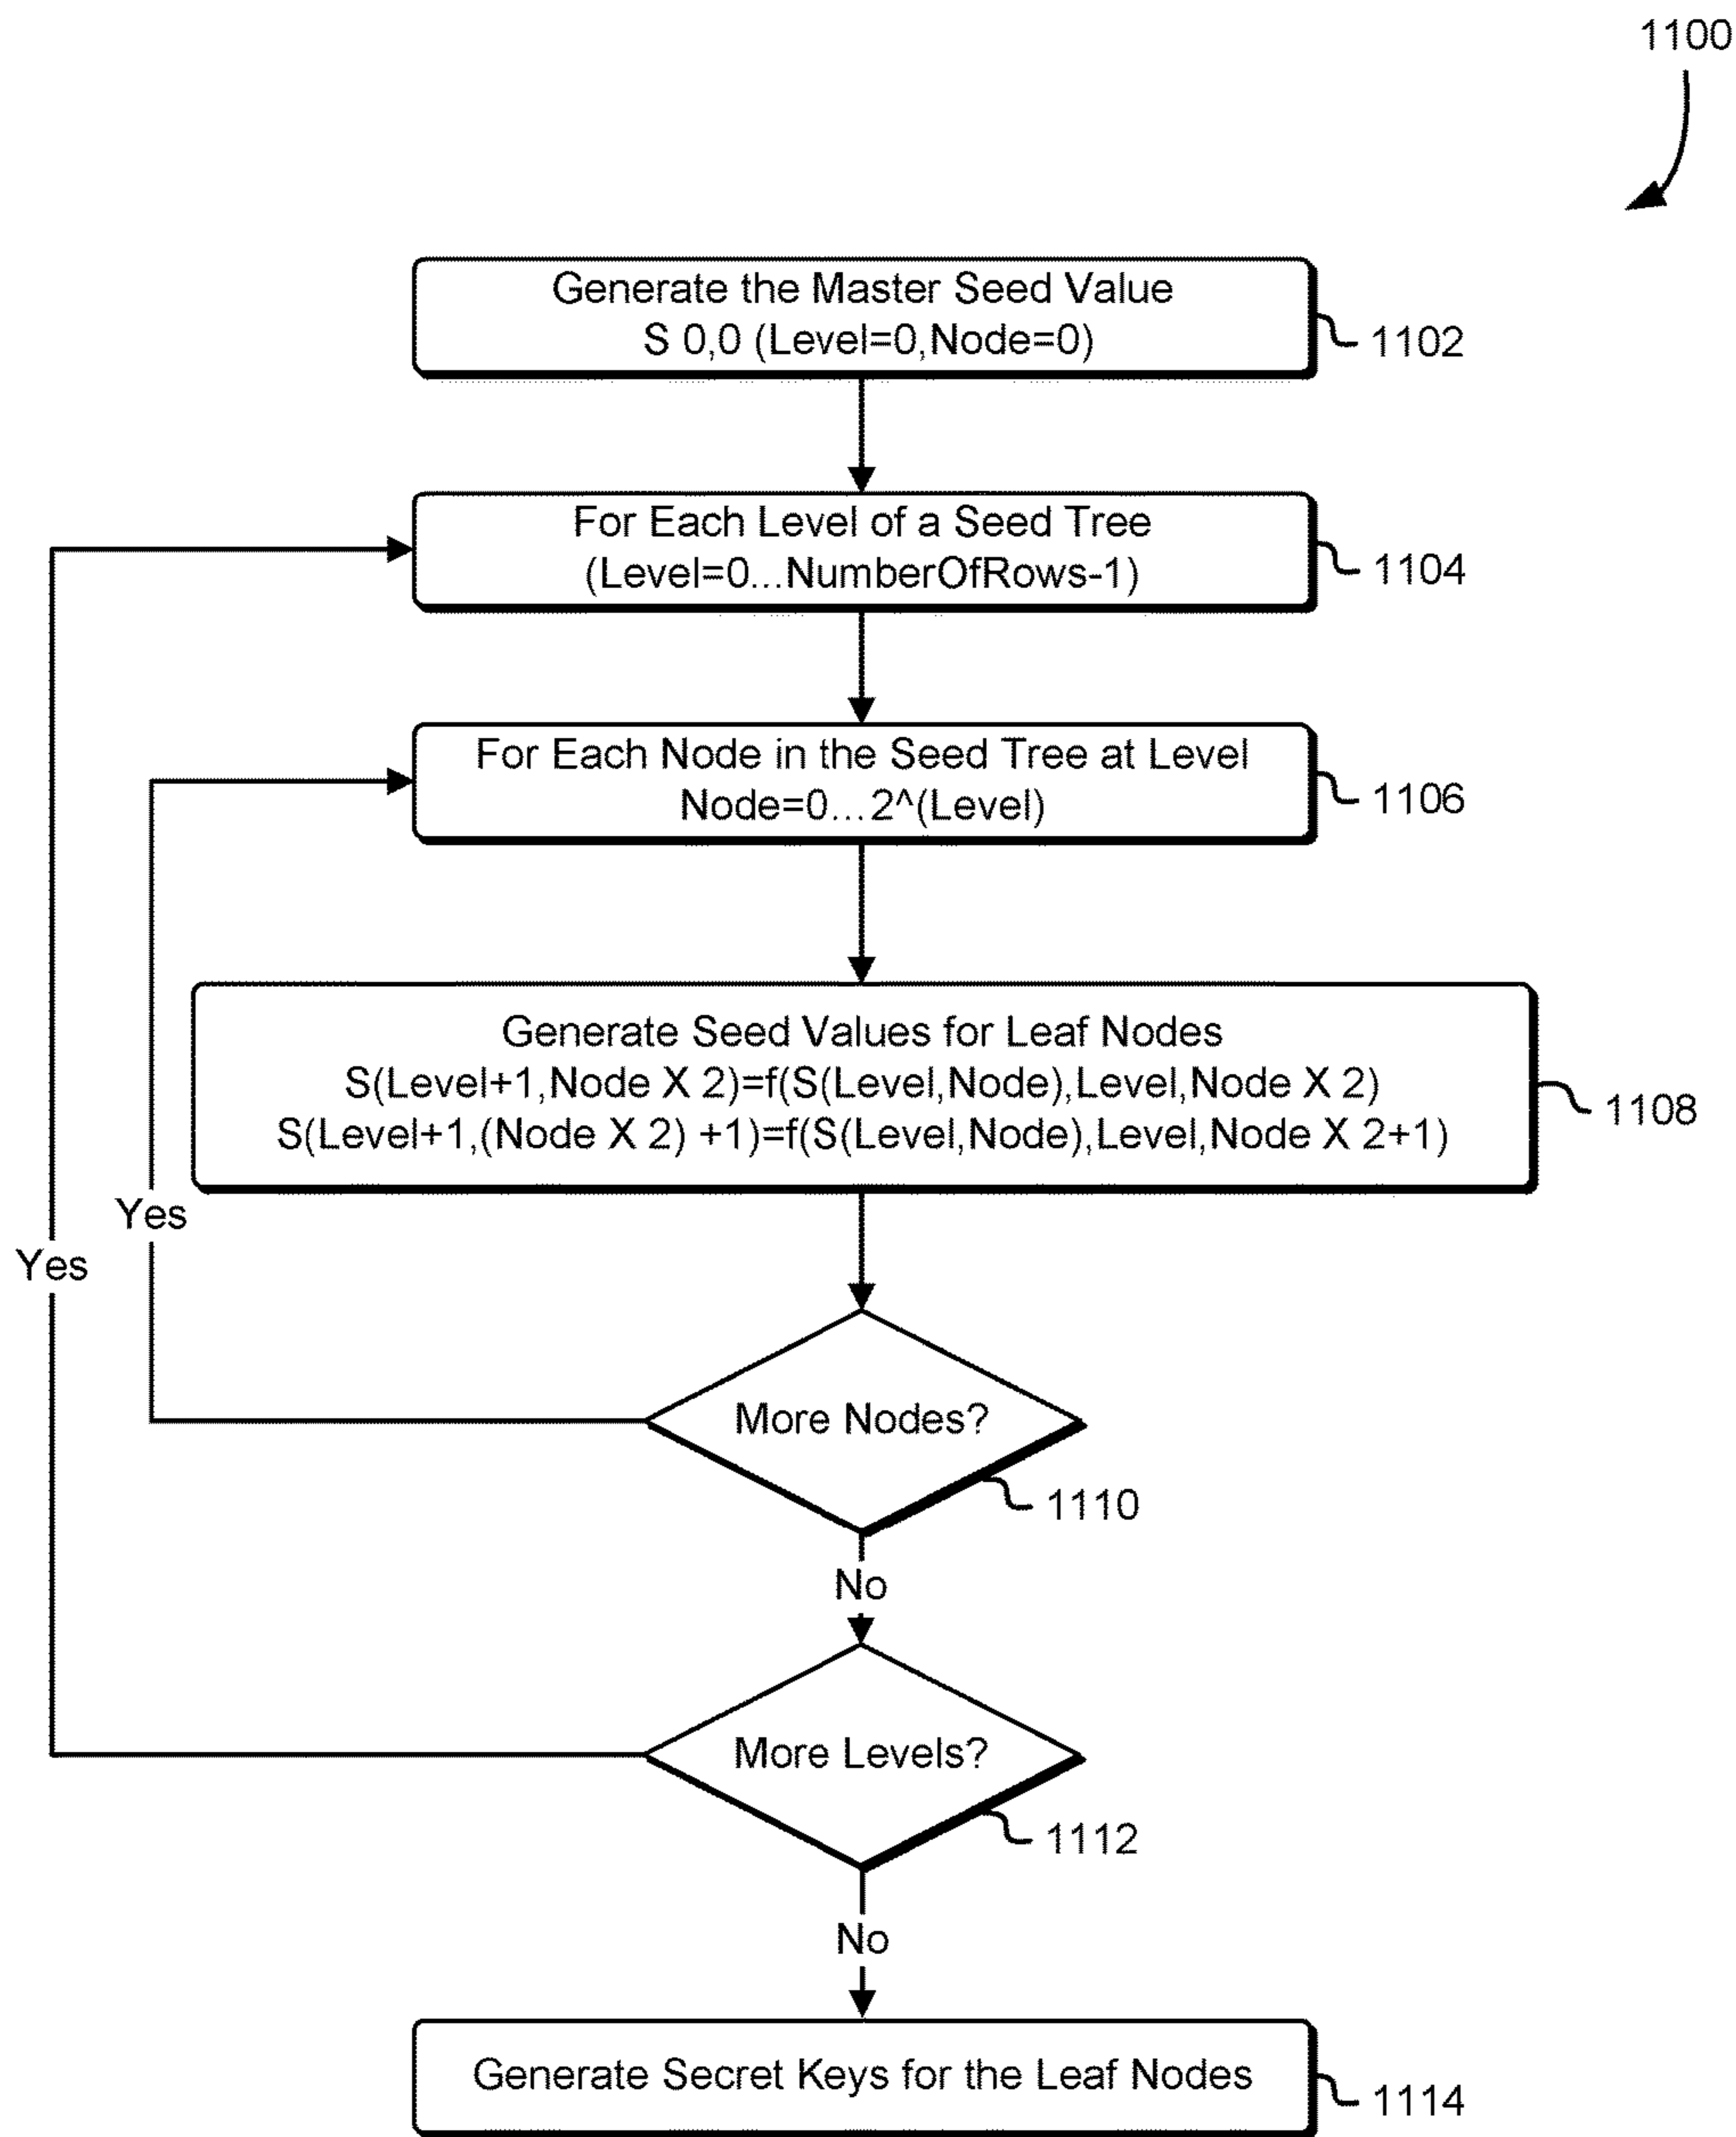 1100
Generate the Master Seed Value
S 0,0 (Level=0,Node=0)
1102
For Each Level of a Seed Tree
(Level=0...NumberOfRows-1)
1104
For Each Node in the Seed Tree at Level
Node=0...2^(Level)
1106
Generate Seed Values for Leaf Nodes
S(Level+1,Node X 2)=f(S(Level,Node),Level,Node X 2)
S(Level+1,(Node X 2) +1)=f(S(Level,Node),Level,Node X 2+1)
1108
Yes
Yes
More Nodes?
1110
No
More Levels?
1112
No
Generate Secret Keys for the Leaf Nodes
1114